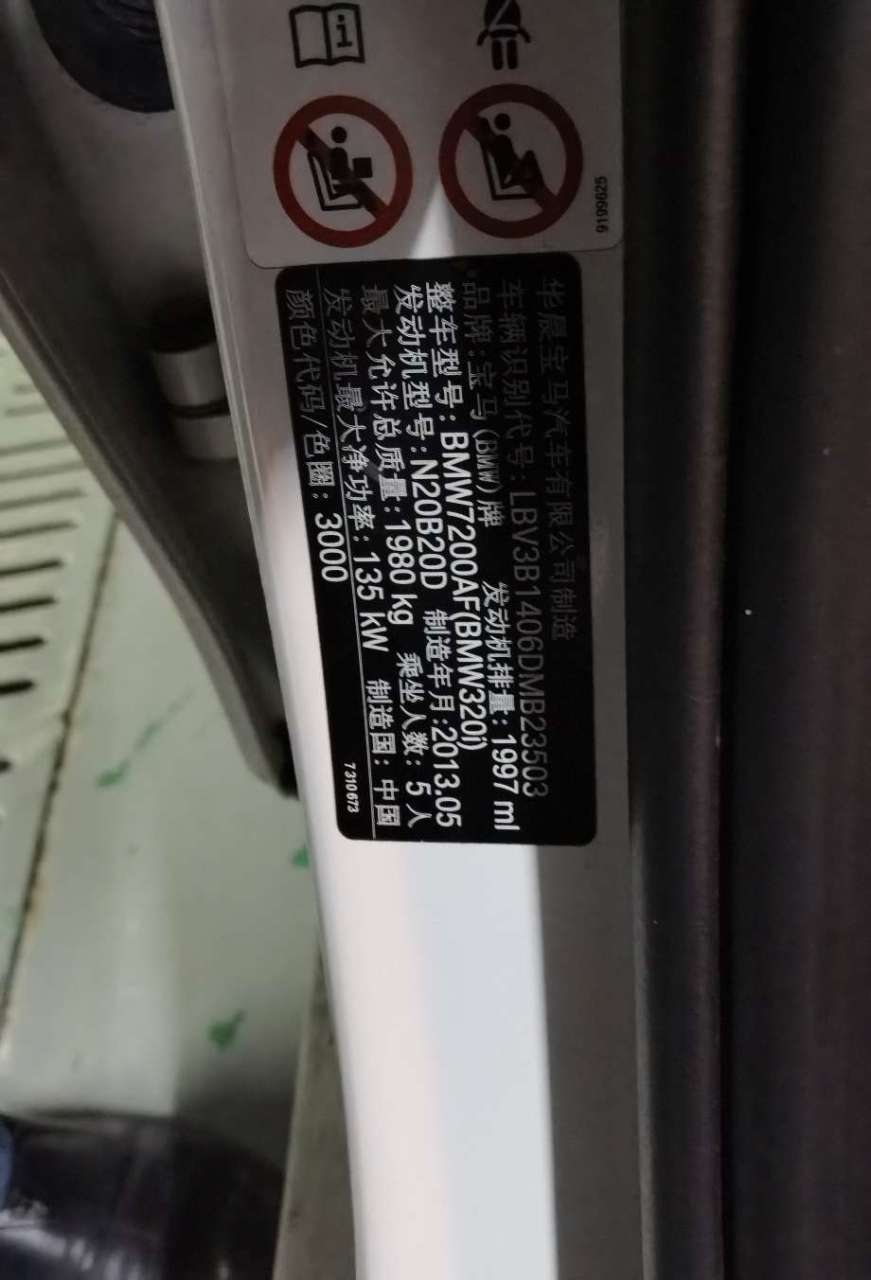 9199625
华晨宝马汽车有限公司制造
车辆识别代号：LBV3B1406DMB23503
品牌：宝马(BMW)牌 发动机排量：1997 ml
整车型号：BMW7200AF(BMW320i)
发动机型号：N20B20D 制造年月：2013.05
最大允许总质量：1980 kg 乘坐人数：5 人
发动机最大净功率：135 kW 制造国：中国
颜色代码/色圈：3000
7310673